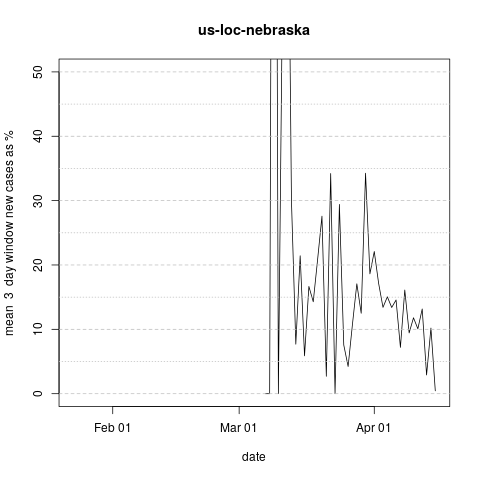 us-loc-nebraska
mean 3 day window new cases as %
50
40
30
20
10
0
Feb 01
Mar 01
Apr 01
date